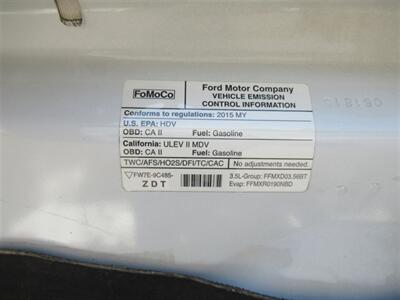 FoMoCo
Ford Motor Company
VEHICLE EMISSION
CONTROL INFORMATION
Conforms to regulations: 2015 MY
U.S. EPA: HDV
OBD: CA II Fuel: Gasoline
California: ULEV II MDV
OBD: CA II Fuel: Gasoline
TWC/AFS/HO2S/DFI/TC/CAC No adjustments needed.
FW7E-9C485-
ZDT
3.5L-Group: FFMXD03.56BT
Evap: FFMXR0190NBD